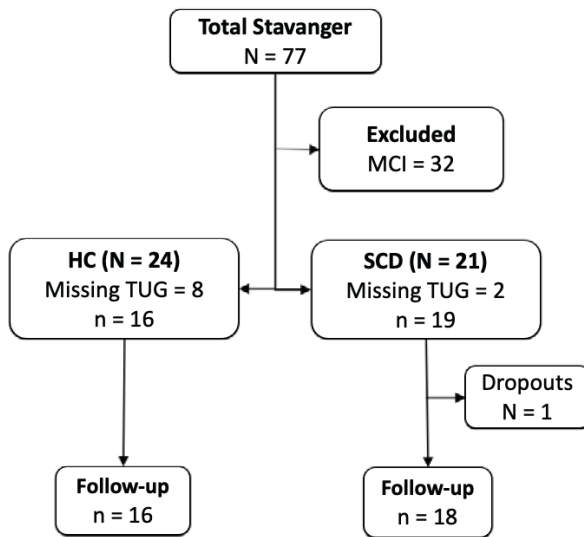 Total Stavanger
N = 77
Excluded
MCI = 32
HC (N = 24)
Missing TUG = 8
n = 16
SCD (N = 21)
Missing TUG = 2
n = 19
Dropouts
N = 1
Follow-up
n = 16
Follow-up
n = 18